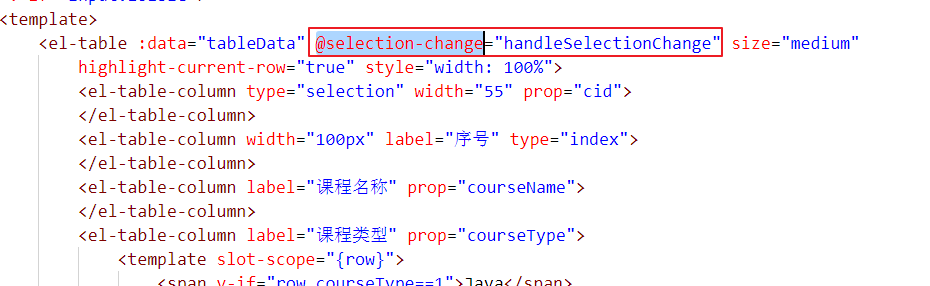 <template>
<el-table :data="tableData" @selection-change="handleSelectionChange" size="medium"
highlight-current-row="true" style="width: 100%">
<el-table-column type="selection" width="55" prop="cid">
</el-table-column>
<el-table-column width="100px" label="序号" type="index">
</el-table-column>
<el-table-column label="课程名称" prop="courseName">
</el-table-column>
<el-table-column label="课程类型" prop="courseType">
<template slot-scope="{row}">
<span v-if="row.courseType==1">Java</span>